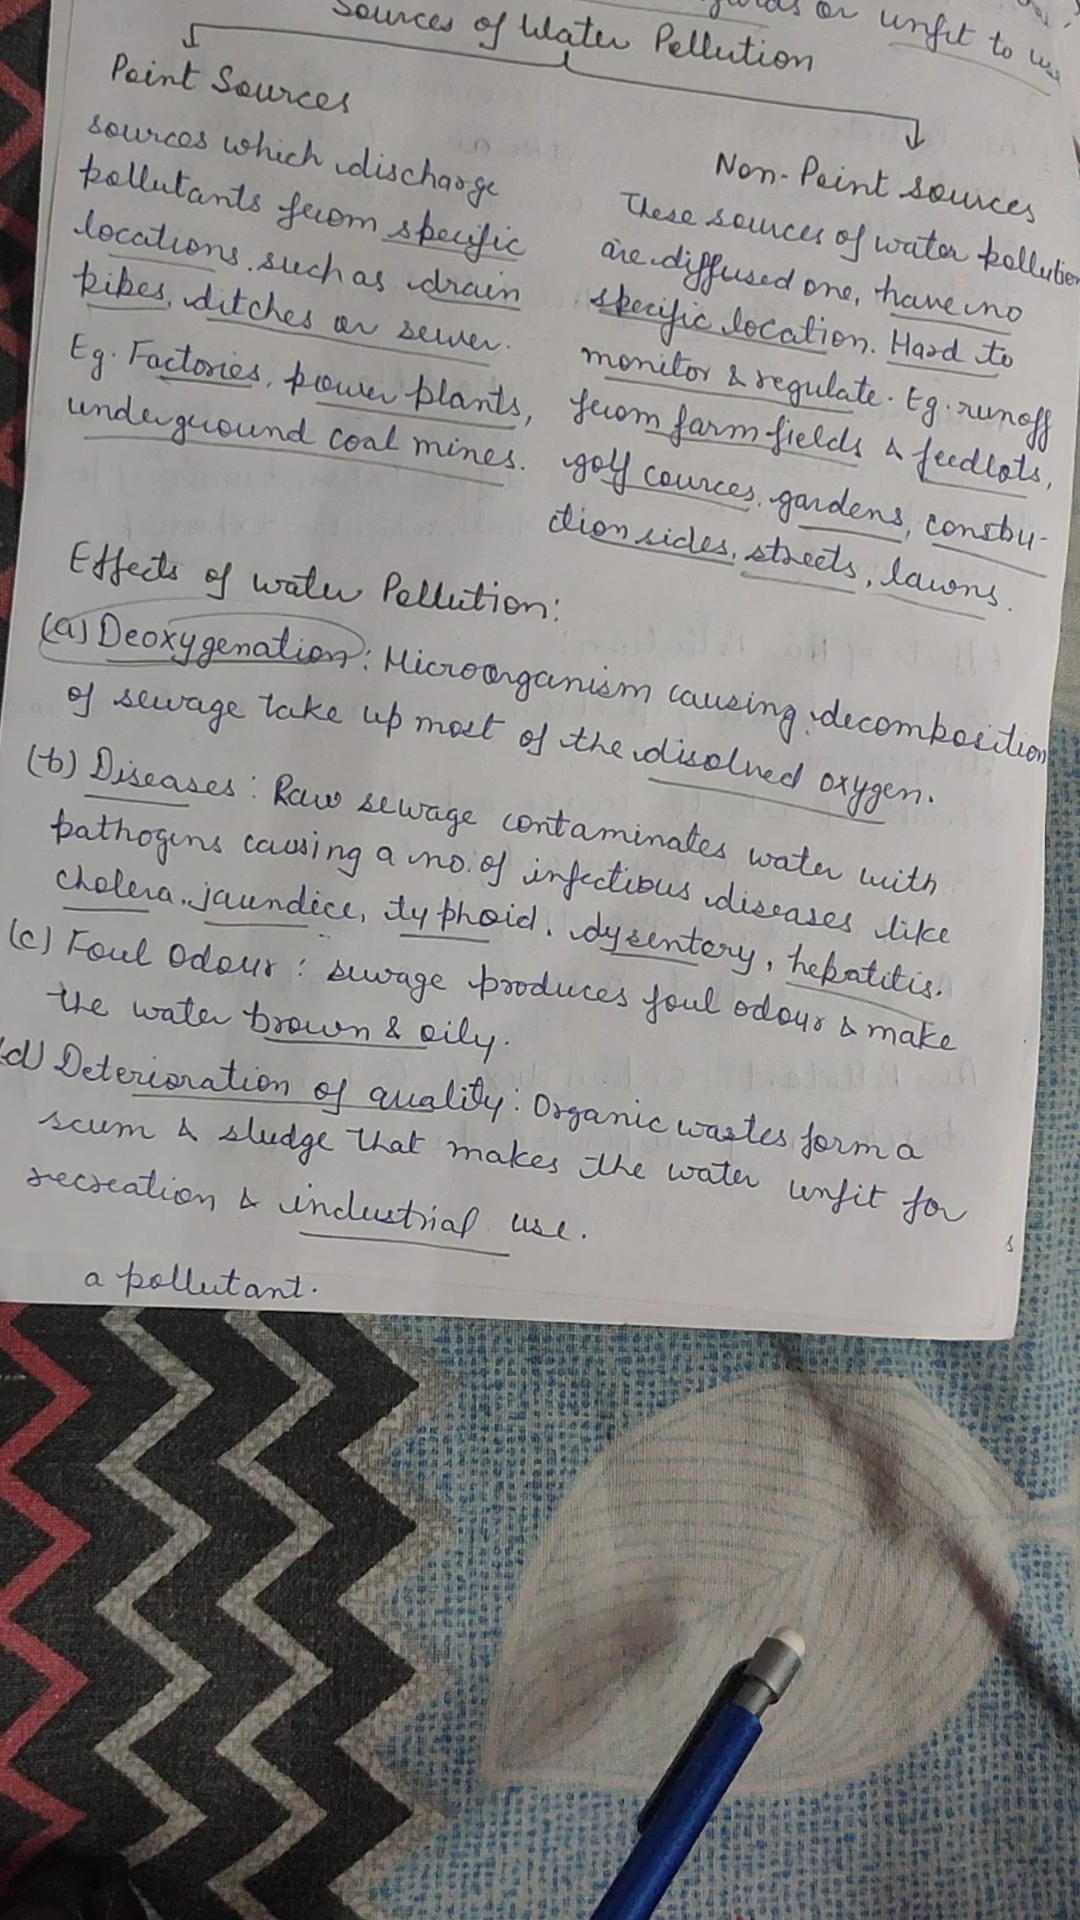 or unfit to us
Sources of Water Pollution
Point Sources
sources which discharge
pollutants from specific
locations, such as drain
pipes, ditches or sewer.
Eg. Factories, power plants,
underground coal mines.
Non-Point sources
These sources of water pollution
are diffused one, have no
specific location. Hard to
monitor & regulate. Eg. runoff
from farm fields & feedlots,
golf cources, gardens, constru-
ction sides, streets, lawns.
Effects of water Pollution:
(a) Deoxygenation: Microorganism causing decomposition
of sewage take up most of the disolved oxygen.
(b) Diseases: Raw sewage contaminates water with
pathogens causing a no. of infectious diseases like
cholera, jaundice, typhoid, dysentery, hepatitis.
(c) Foul Odour: sewage produces foul odour & make
the water brown & oily.
(d) Deterioration of quality: Organic wastes form a
scum & sludge that makes the water unfit for
recreation & industrial use.
s
a pollutant.